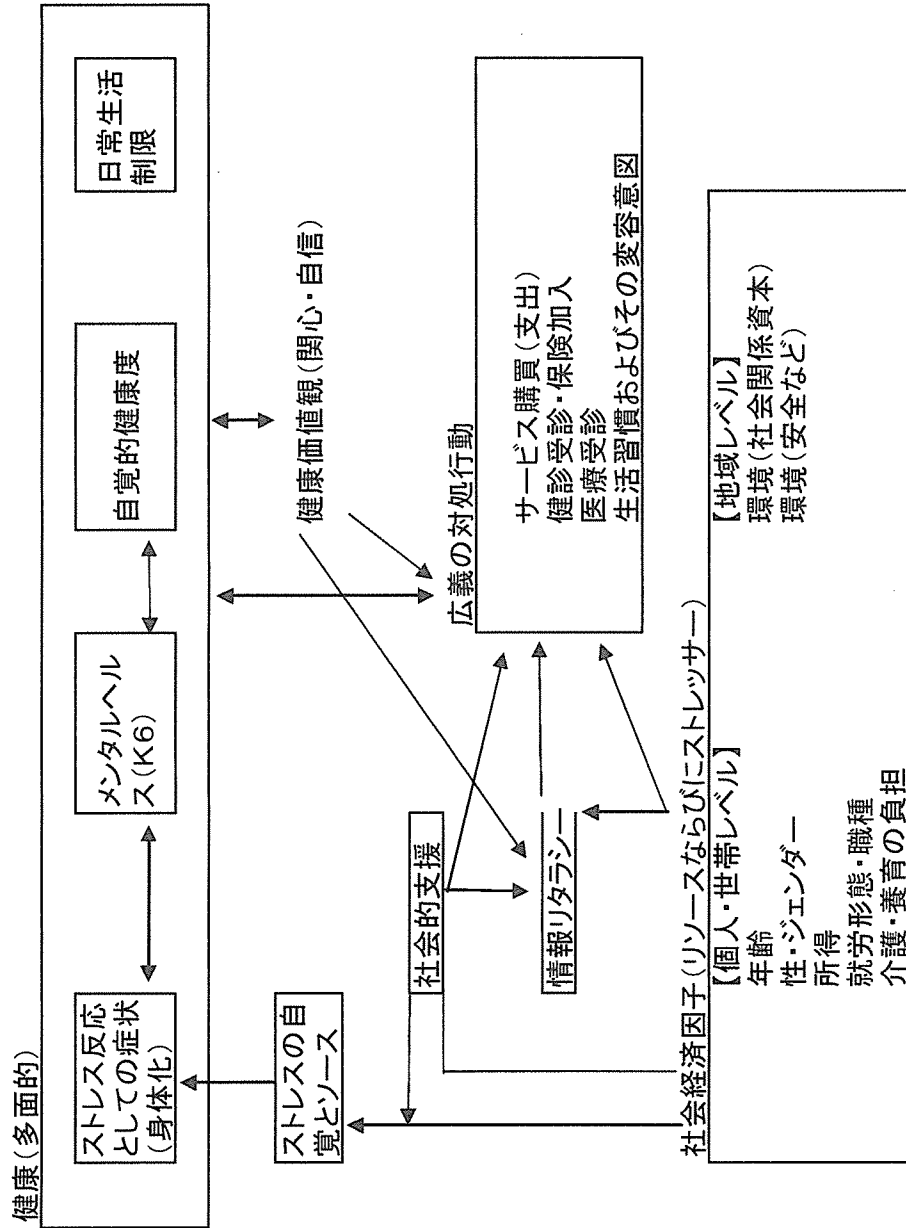 健康(多面的)
ストレス反応
としての症状
(身体化)
メンタルヘル
ス(K6)
自覚的健康度
日常生活
制限
ストレスの自
覚とソース
健康価値観(関心・自信)
社会的支援
情報リタラシー
広義の対処行動
サービス購買(支出)
健診受診・保険加入
医療受診
生活習慣およびその変容意図
社会経済因子(リソースならびにストレッサー)
【個人・世帯レベル】
年齢
性・ジェンダー
所得
就労形態・職種
介護・養育の負担
【地域レベル】
環境(社会関係資本)
環境(安全など)